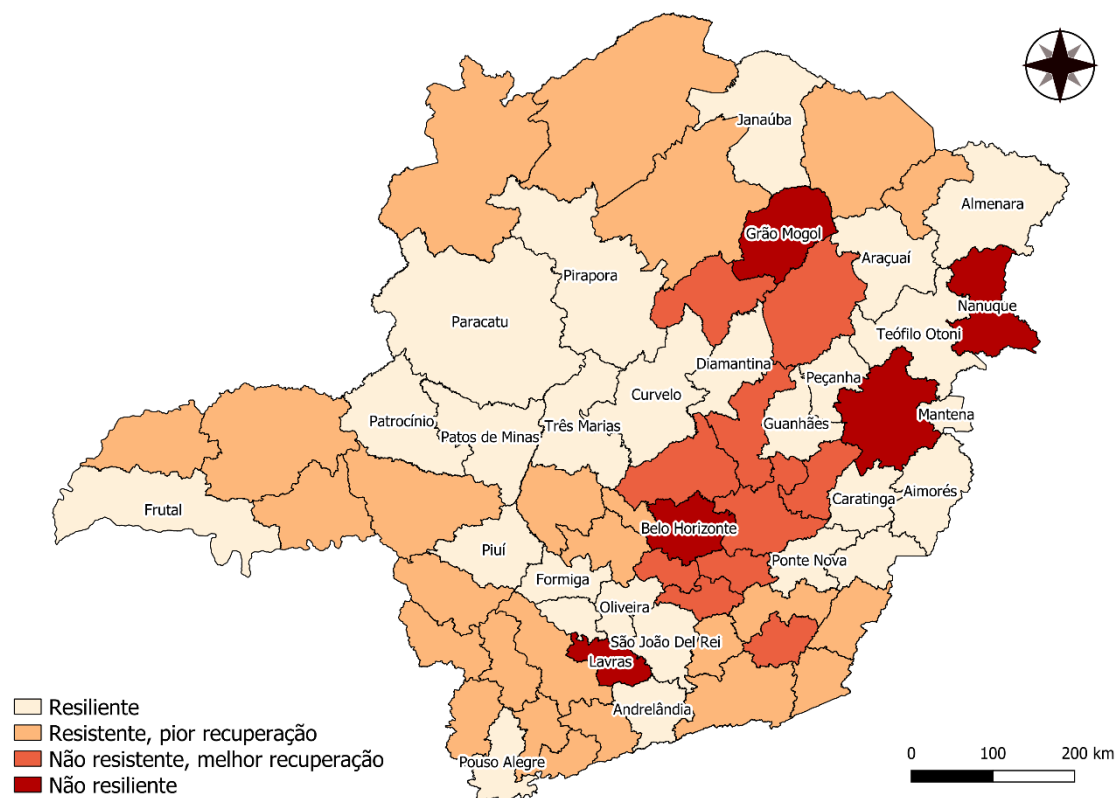 Janaúba
Almenara
Grão Mogol
Araçuaí
Pirapora
Nanuque
Paracatu
Teófilo Otoni
Diamantina
Peçanha
Curvelo
Mantena
Patrocínio
Patos de Minas
Três Marias
Guanhães
Caratinga
Aimorés
Frutal
Belo Horizonte
Piuí
Ponte Nova
Formiga
Oliveira
São João Del Rei
Lavras
Andrelândia
Pouso Alegre
Resiliente
Resistente, pior recuperação
Não resistente, melhor recuperação
Não resiliente
0 100 200 km